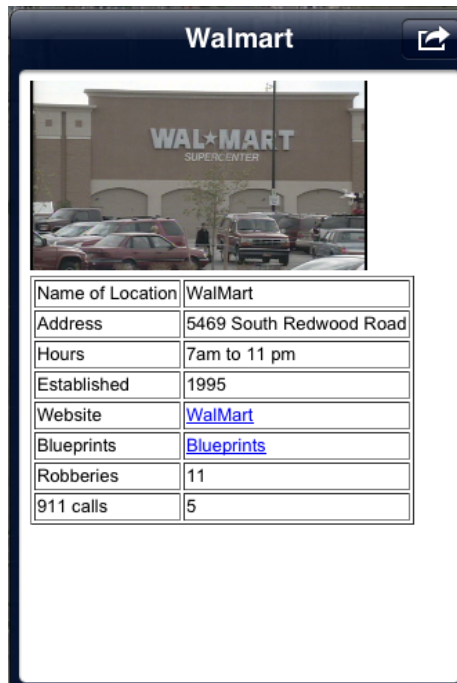 Walmart
WAL★MART
SUPERCENTER
Name of Location WalMart
Address 5469 South Redwood Road
Hours 7am to 11 pm
Established 1995
Website WalMart
Blueprints Blueprints
Robberies 11
911 calls 5